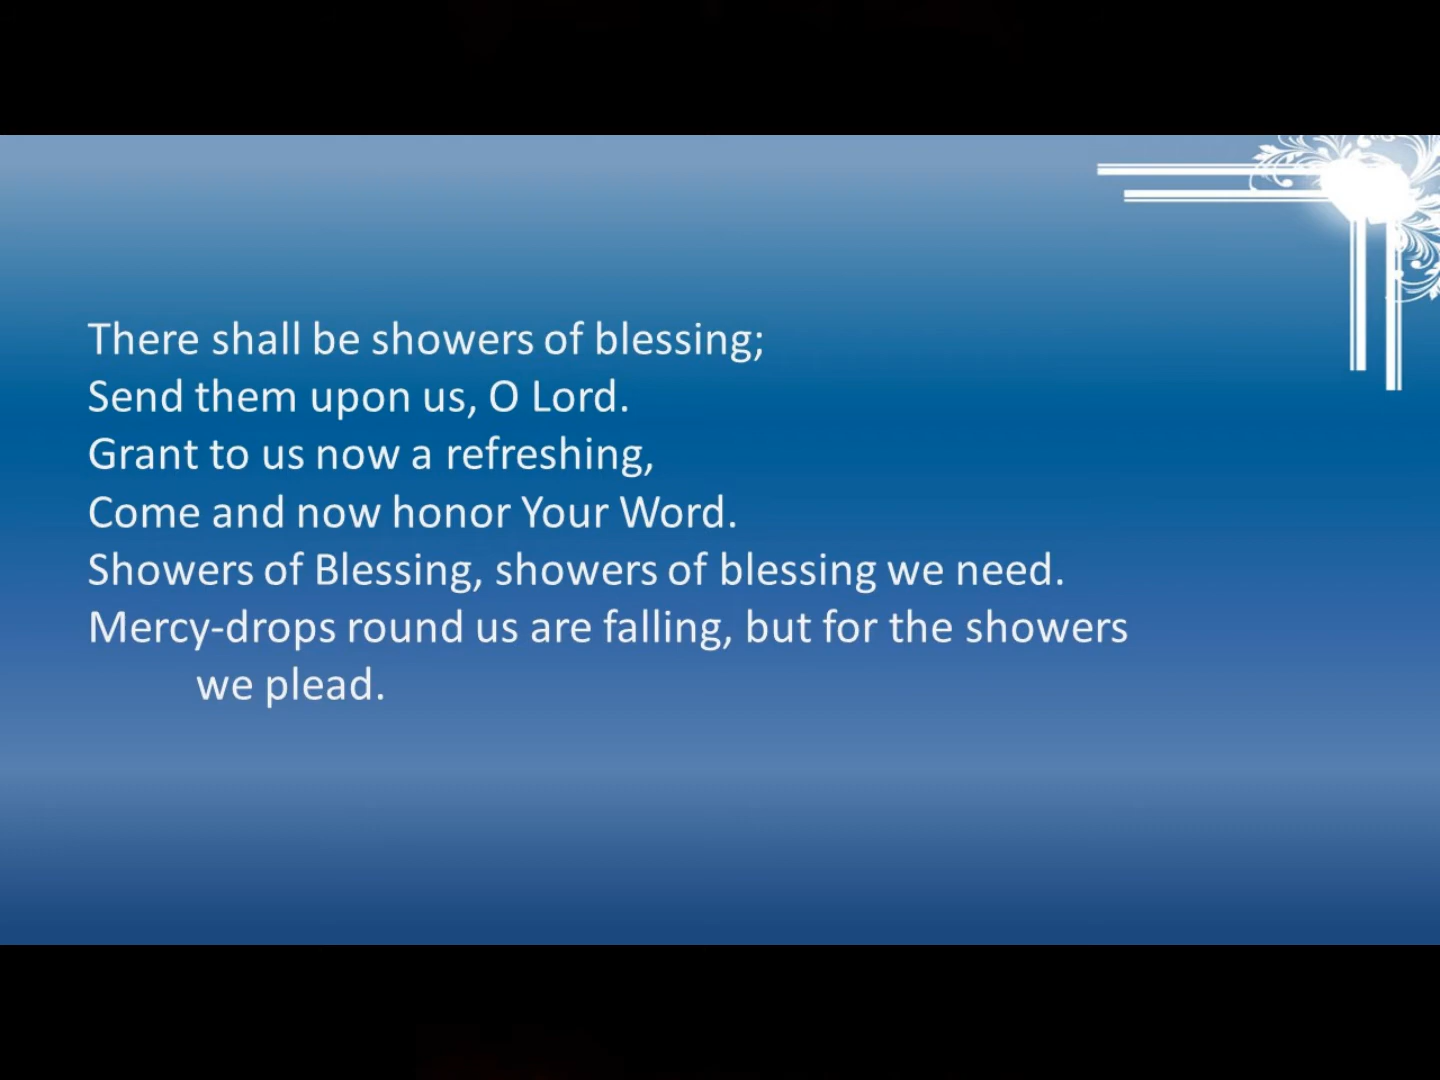 There shall be showers of blessing;
Send them upon us, O Lord.
Grant to us now a refreshing,
Come and now honor Your Word.
Showers of Blessing, showers of blessing we need.
Mercy-drops round us are falling, but for the showers
we plead.